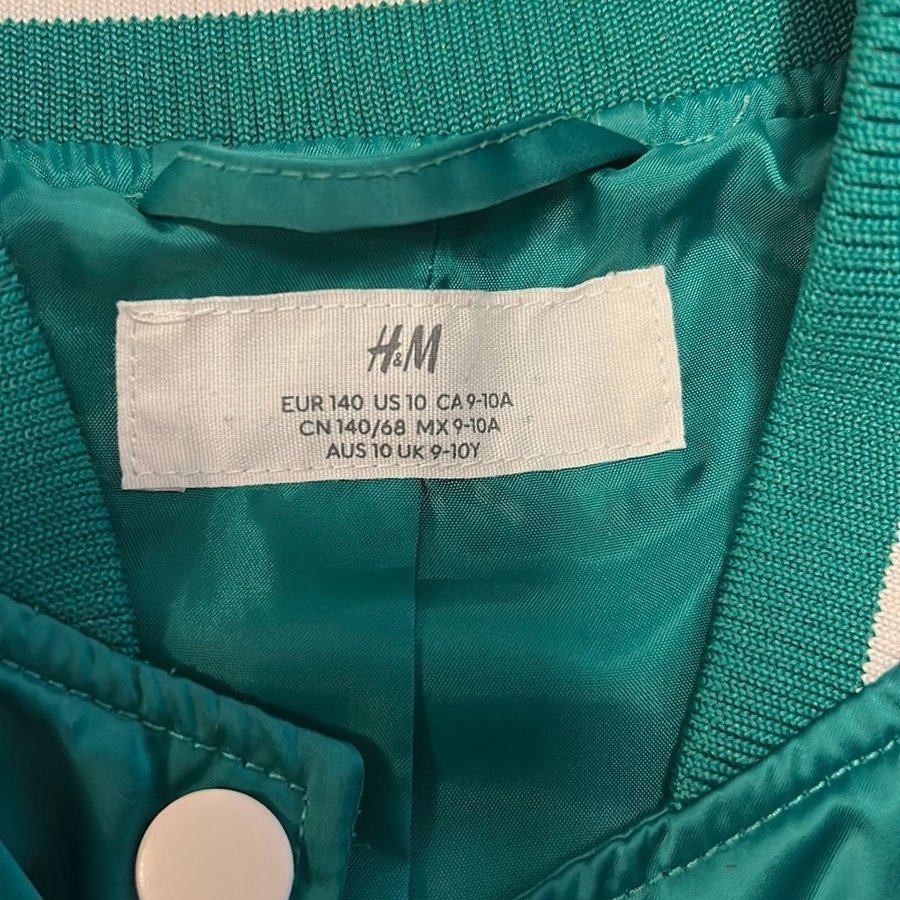 H&M
EUR 140 US 10 CA 9-10A
CN 140/68 MX 9-10A
AUS 10 UK 9-10Y